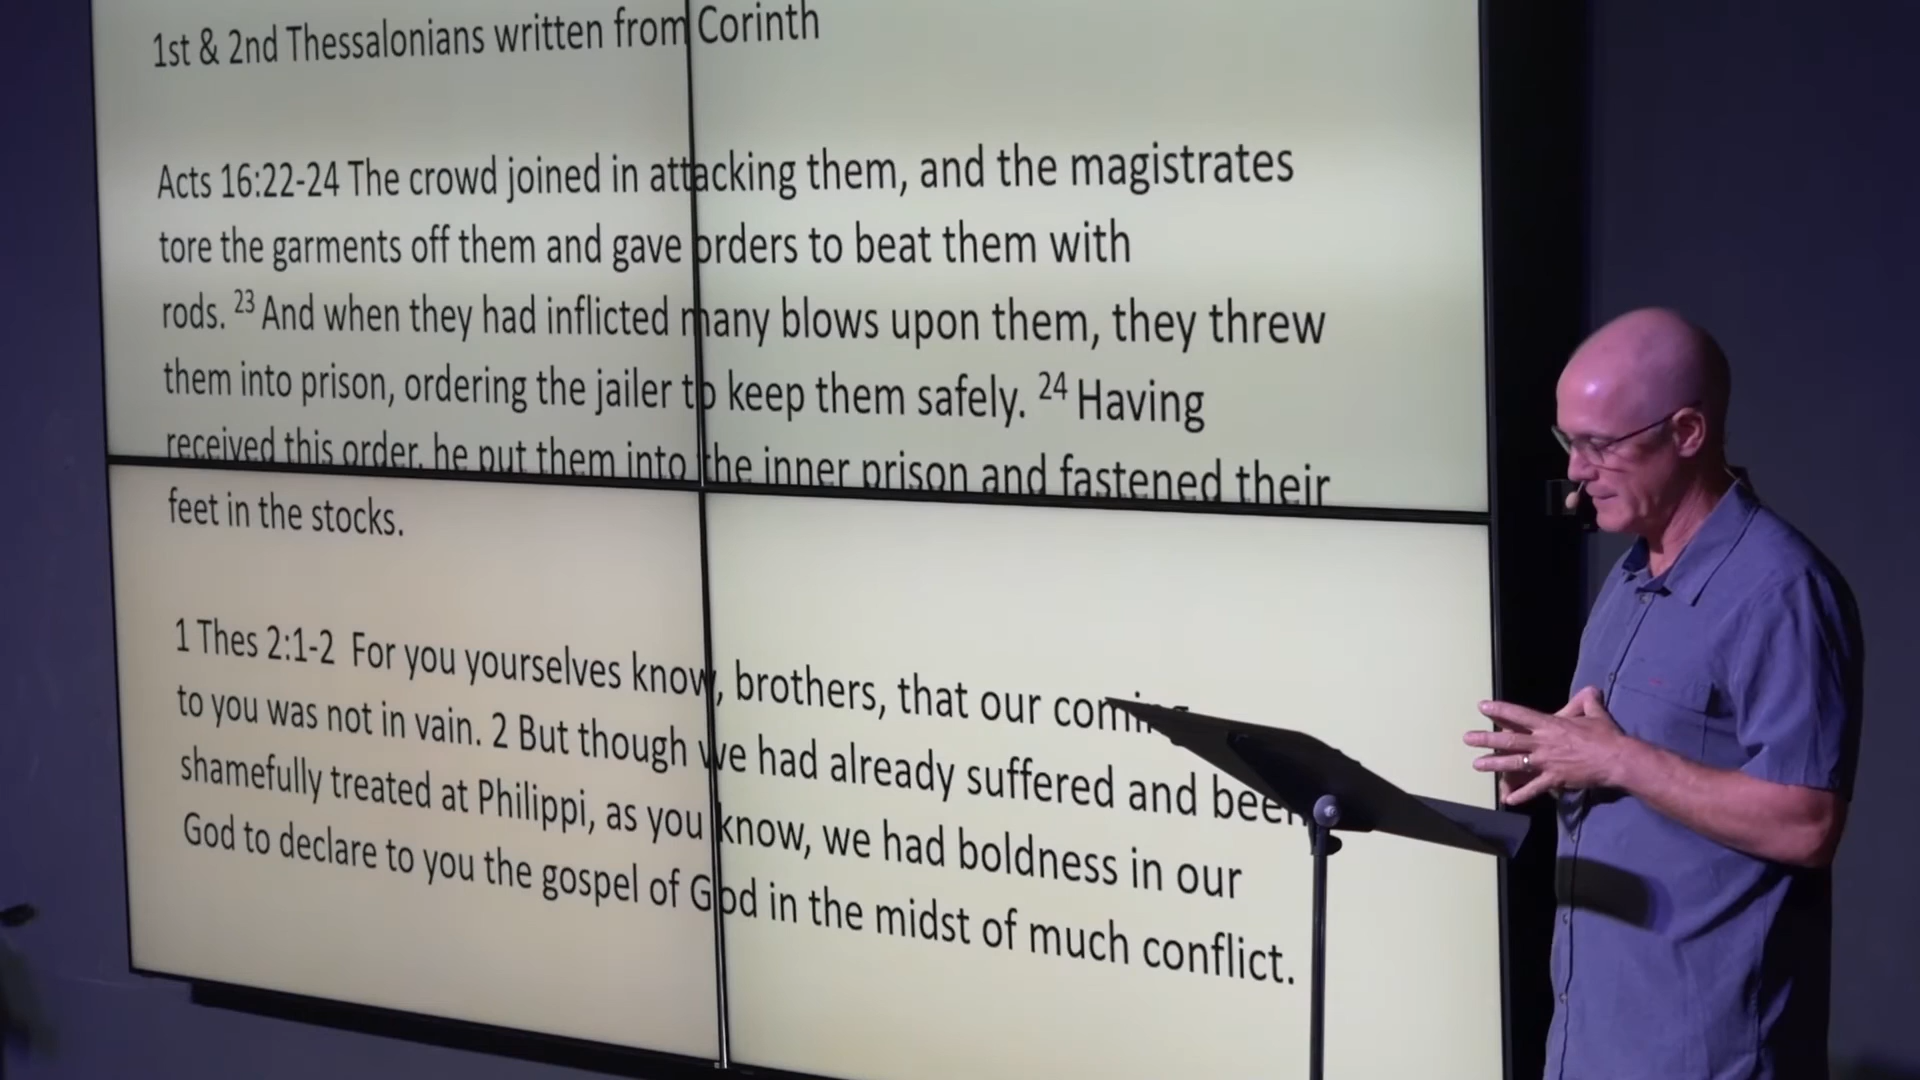 1st & 2nd Thessalonians written from Corinth
Acts 16:22-24 The crowd joined in attacking them, and the magistrates
tore the garments off them and gave orders to beat them with
rods. 23 And when they had inflicted many blows upon them, they threw
them into prison, ordering the jailer to keep them safely. 24 Having
received this order, he put them into the inner prison and fastened their
feet in the stocks.
1 Thes 2:1-2 For you yourselves know, brothers, that our coming
to you was not in vain. 2 But though we had already suffered and been
shamefully treated at Philippi, as you know, we had boldness in our
God to declare to you the gospel of God in the midst of much conflict.